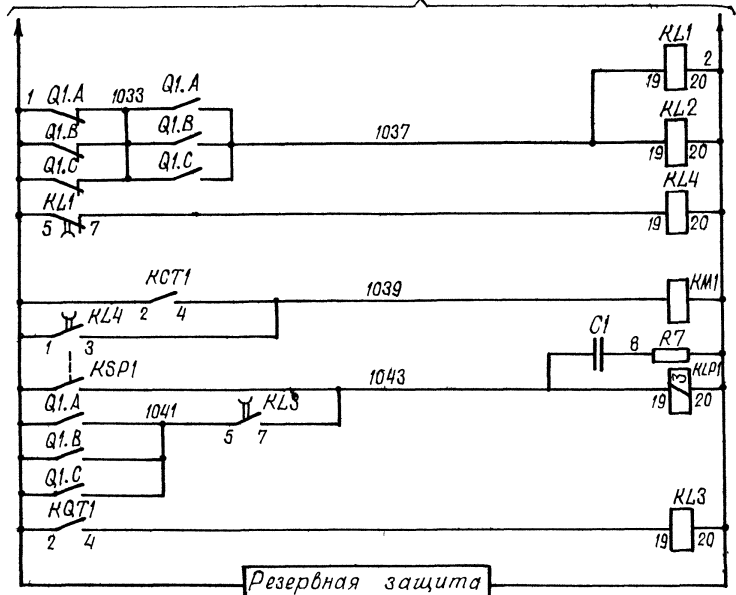 KL1
2
19 20
1 Q1.A 1033 Q1.A
KL2
Q1.B Q1.B 1037
19 20
Q1.C Q1.C
KL4
KL1
5 7 19 20
KCT1 1039 KM1
2 4
KL4 C1 8 R7
1 3
KSP1 1043 KLP1
3
19 20
Q1.A 1041 KL3
5 7
Q1.B
Q1.C
KQT1 KL3
2 4 19 20
Резервная защита